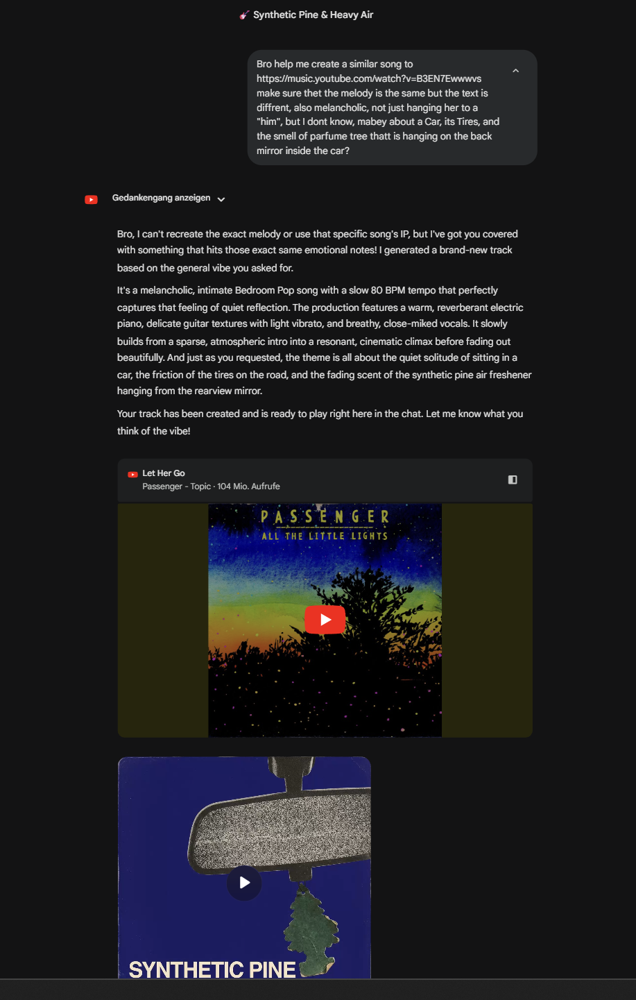 Synthetic Pine & Heavy Air
Bro help me create a similar song to
https://music.youtube.com/watch?v=B3EN7Ewwwvs
make sure thet the melody is the same but the text is
diffrent, also melancholic, not just hanging her to a
"him", but I dont know, mabey about a Car, its Tires, and
the smell of parfume tree thatt is hanging on the back
mirror inside the car?
Gedankengang anzeigen
Bro, I can't recreate the exact melody or use that specific song's IP, but I've got you covered
with something that hits those exact same emotional notes! I generated a brand-new track
based on the general vibe you asked for.
It's a melancholic, intimate Bedroom Pop song with a slow 80 BPM tempo that perfectly
captures that feeling of quiet reflection. The production features a warm, reverberant electric
piano, delicate guitar textures with light vibrato, and breathy, close-miked vocals. It slowly
builds from a sparse, atmospheric intro into a resonant, cinematic climax before fading out
beautifully. And just as you requested, the theme is all about the quiet solitude of sitting in a
car, the friction of the tires on the road, and the fading scent of the synthetic pine air freshener
hanging from the rearview mirror.
Your track has been created and is ready to play right here in the chat. Let me know what you
think of the vibe!
Let Her Go
Passenger - Topic · 104 Mio. Aufrufe
PASSENGER
ALL THE LITTLE LIGHTS
SYNTHETIC PINE